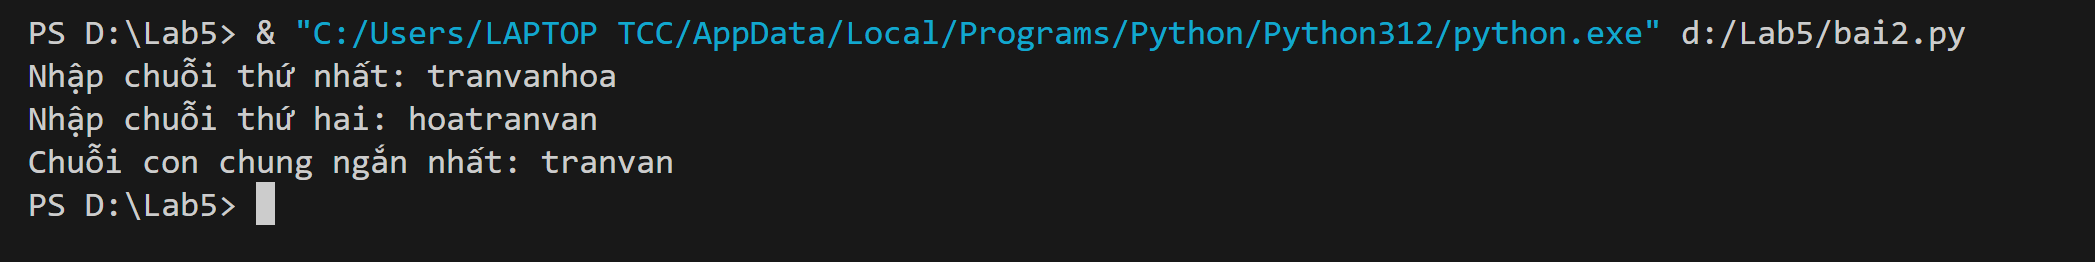 PS D:\Lab5> & "C:/Users/LAPTOP TCC/AppData/Local/Programs/Python/Python312/python.exe" d:/Lab5/bai2.py
Nhập chuỗi thứ nhất: tranvanhoa
Nhập chuỗi thứ hai: hoatranvan
Chuỗi con chung ngắn nhất: tranvan
PS D:\Lab5>